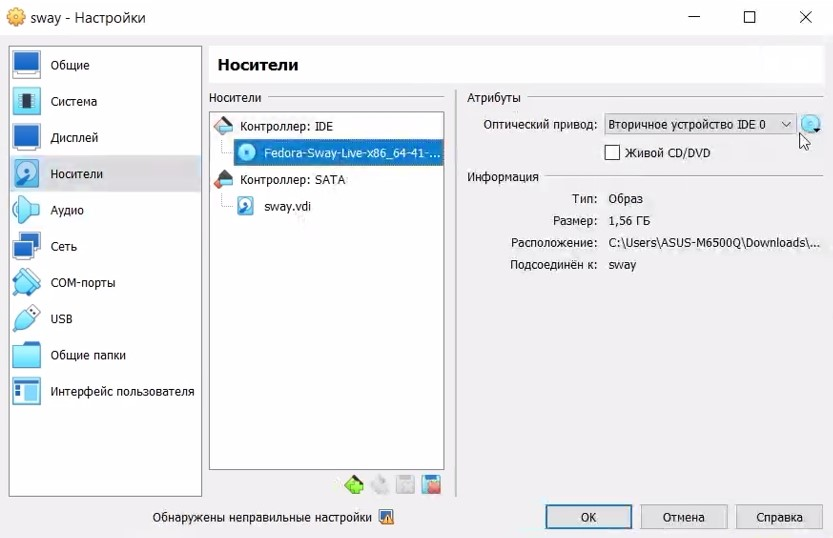 sway - Настройки
Общие
Система
Дисплей
Носители
Аудио
Сеть
COM-порты
USB
Общие папки
Интерфейс пользователя
Носители
Носители
Контроллер: IDE
Fedora-Sway-Live-x86_64-41-...
Контроллер: SATA
sway.vdi
Атрибуты
Оптический привод: Вторичное устройство IDE 0
Живой CD/DVD
Информация
Тип: Образ
Размер: 1,56 ГБ
Расположение: C:\Users\ASUS-M6500Q\Downloads\...
Подсоединён к: sway
Обнаружены неправильные настройки
OK
Отмена
Справка